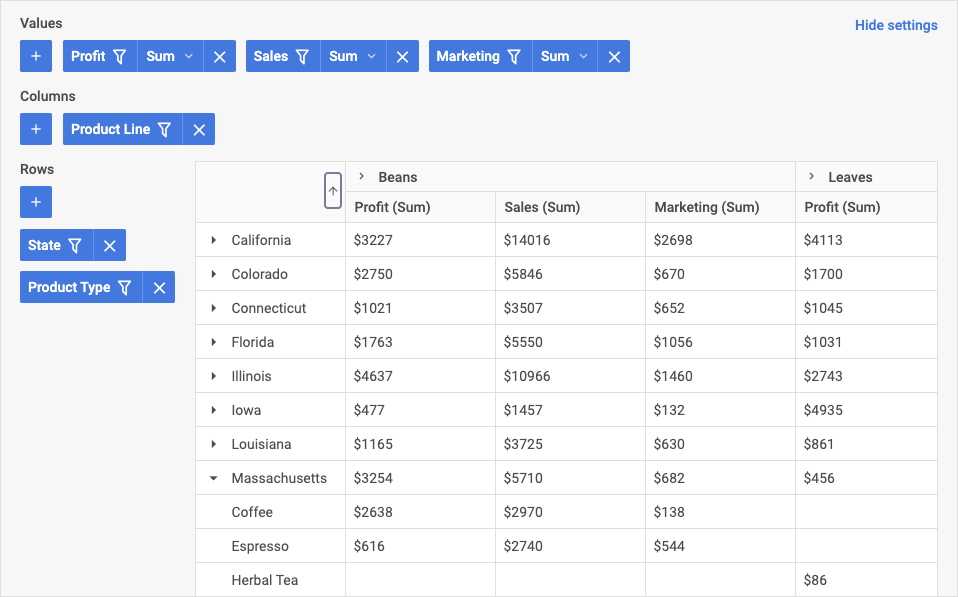 Values
Hide settings
+ Profit Sum Sales Sum Marketing Sum
Columns
+ Product Line
Rows
+
State
Product Type
Beans Leaves
Profit (Sum) Sales (Sum) Marketing (Sum) Profit (Sum)
California $3227 $14016 $2698 $4113
Colorado $2750 $5846 $670 $1700
Connecticut $1021 $3507 $652 $1045
Florida $1763 $5550 $1056 $1031
Illinois $4637 $10966 $1460 $2743
Iowa $477 $1457 $132 $4935
Louisiana $1165 $3725 $630 $861
Massachusetts $3254 $5710 $682 $456
Coffee $2638 $2970 $138
Espresso $616 $2740 $544
Herbal Tea $86